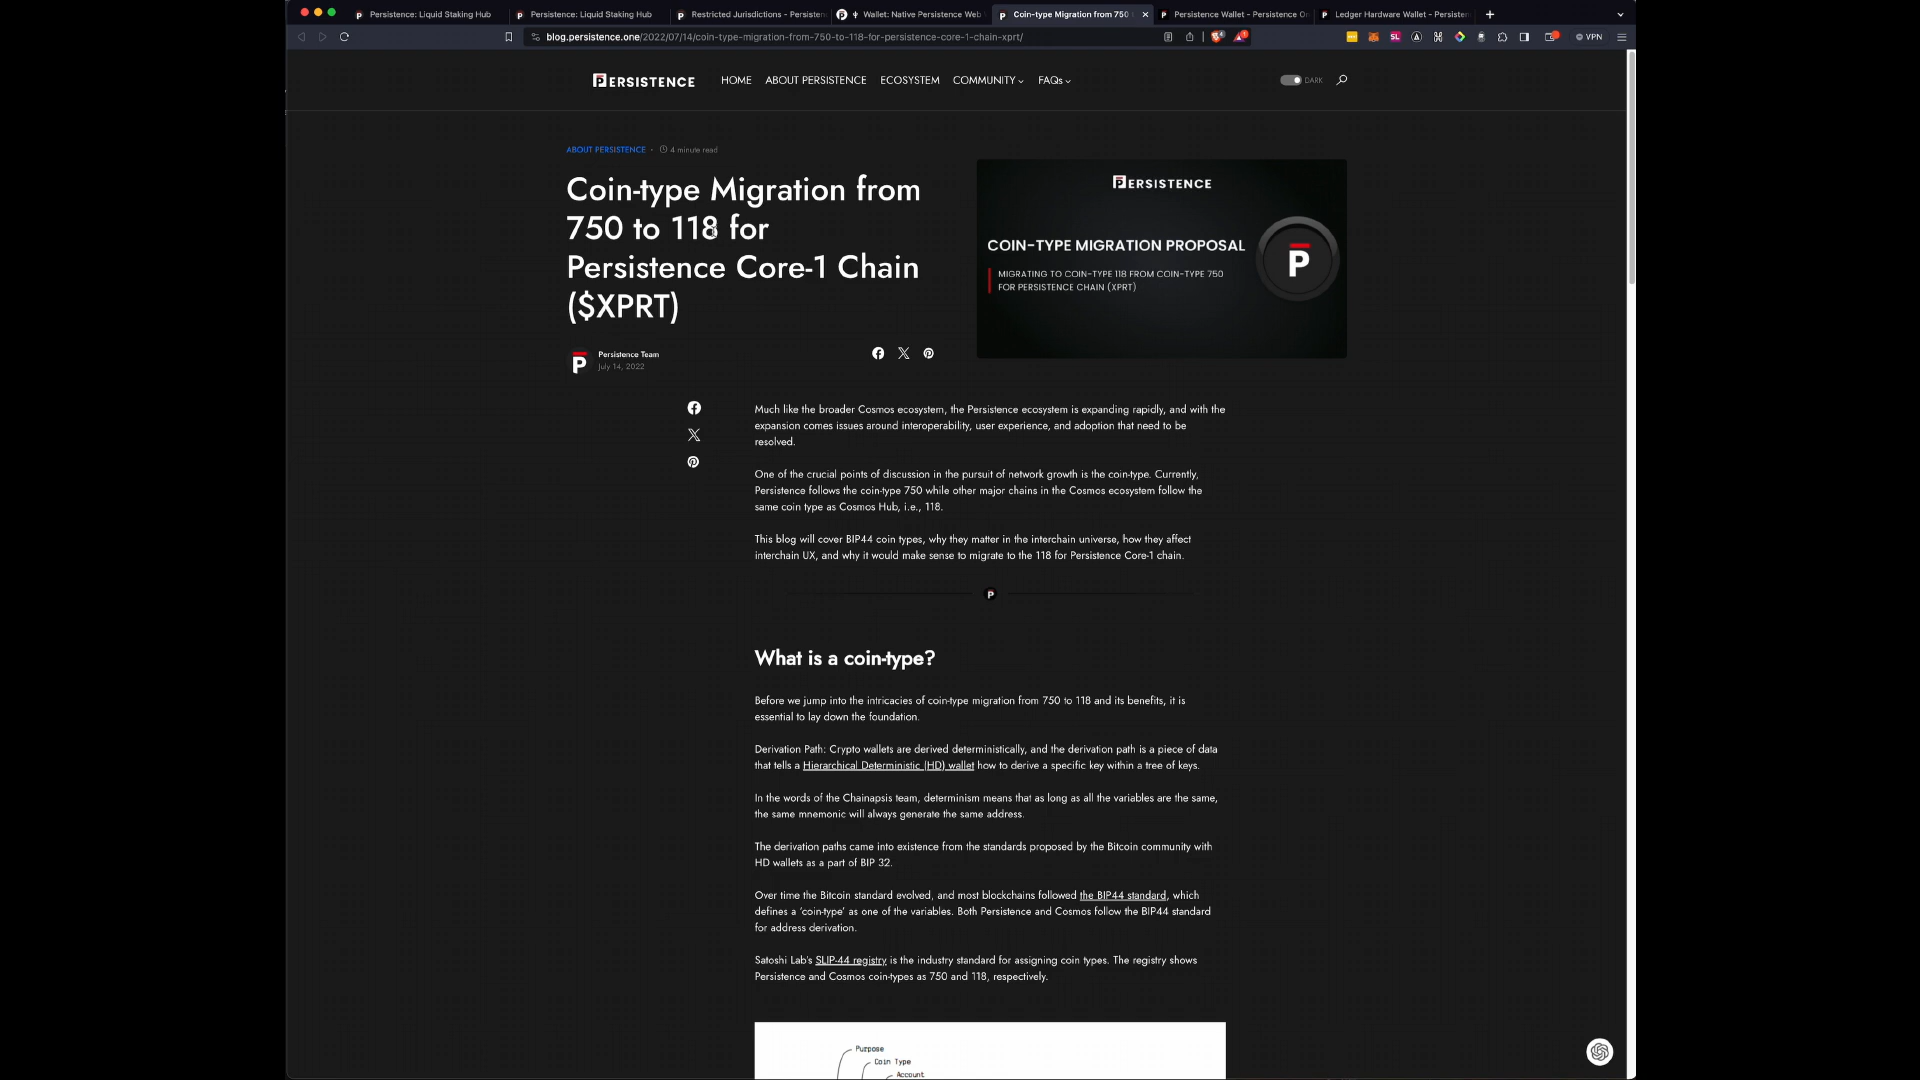 Persistence: Liquid Staking Hub
Persistence: Liquid Staking Hub
Restricted Jurisdictions - Persisten
Wallet: Native Persistence Web
Coin-type Migration from 750
Persistence Wallet - Persistence O
Ledger Hardware Wallet - Persisten
blog.persistence.one/2022/07/14/coin-type-migration-from-750-to-118-for-persistence-core-1-chain-xprt/
VPN
PERSISTENCE
HOME
ABOUT PERSISTENCE
ECOSYSTEM
COMMUNITY
FAQs
DARK
ABOUT PERSISTENCE · 4 minute read
Coin-type Migration from
750 to 118 for
Persistence Core-1 Chain
($XPRT)
Persistence Team
July 14, 2022
PERSISTENCE
COIN-TYPE MIGRATION PROPOSAL
MIGRATING TO COIN-TYPE 118 FROM COIN-TYPE 750
FOR PERSISTENCE CHAIN (XPRT)
Much like the broader Cosmos ecosystem, the Persistence ecosystem is expanding rapidly, and with the
expansion comes issues around interoperability, user experience, and adoption that need to be
resolved.
One of the crucial points of discussion in the pursuit of network growth is the coin-type. Currently,
Persistence follows the coin-type 750 while other major chains in the Cosmos ecosystem follow the
same coin type as Cosmos Hub, i.e., 118.
This blog will cover BIP44 coin types, why they matter in the interchain universe, how they affect
interchain UX, and why it would make sense to migrate to the 118 for Persistence Core-1 chain.
What is a coin-type?
Before we jump into the intricacies of coin-type migration from 750 to 118 and its benefits, it is
essential to lay down the foundation.
Derivation Path: Crypto wallets are derived deterministically, and the derivation path is a piece of data
that tells a Hierarchical Deterministic (HD) wallet how to derive a specific key within a tree of keys.
In the words of the Chainapsis team, determinism means that as long as all the variables are the same,
the same mnemonic will always generate the same address.
The derivation paths came into existence from the standards proposed by the Bitcoin community with
HD wallets as a part of BIP 32.
Over time the Bitcoin standard evolved, and most blockchains followed the BIP44 standard, which
defines a ‘coin-type’ as one of the variables. Both Persistence and Cosmos follow the BIP44 standard
for address derivation.
Satoshi Lab's SLIP-44 registry is the industry standard for assigning coin types. The registry shows
Persistence and Cosmos coin-types as 750 and 118, respectively.
Purpose
Coin Type
Account